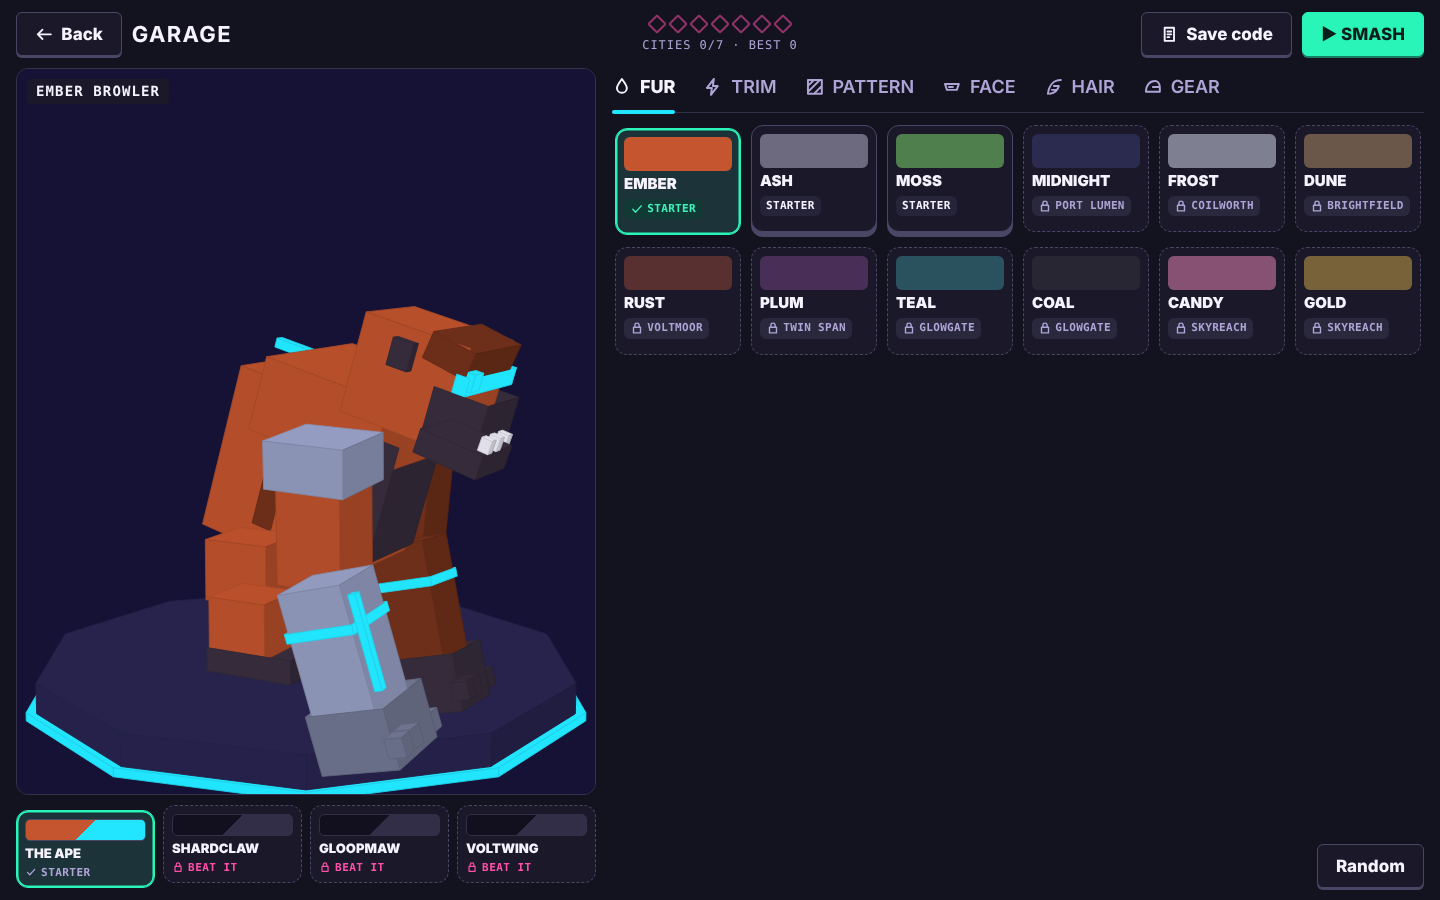 Back
GARAGE
CITIES 0/7 · BEST 0
Save code
SMASH
EMBER BROWLER
FUR
TRIM
PATTERN
FACE
HAIR
GEAR
EMBER
STARTER
ASH
STARTER
MOSS
STARTER
MIDNIGHT
PORT LUMEN
FROST
COILWORTH
DUNE
BRIGHTFIELD
RUST
VOLTMOOR
PLUM
TWIN SPAN
TEAL
GLOWGATE
COAL
GLOWGATE
CANDY
SKYREACH
GOLD
SKYREACH
THE APE
STARTER
SHARDCLAW
BEAT IT
GLOOPMAW
BEAT IT
VOLTWING
BEAT IT
Random